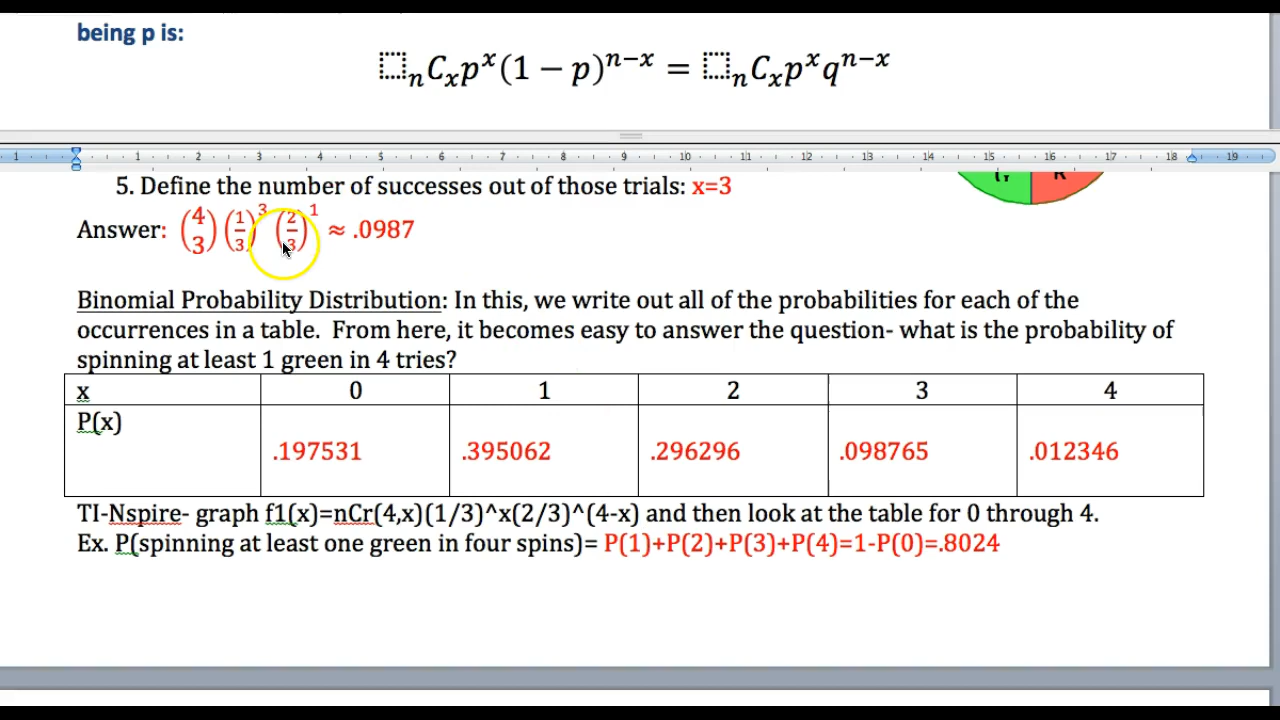 being p is:
ₙCₓpˣ(1 − p)ⁿ⁻ˣ = ₙCₓpˣqⁿ⁻ˣ
1 1 2 3 4 5 6 7 8 9 10 11 12 13 14 15 16 17 18 19
5. Define the number of successes out of those trials: x=3
G R
Answer: (4 3)(1/3)³(2/3)¹ ≈ .0987
Binomial Probability Distribution: In this, we write out all of the probabilities for each of the
occurrences in a table. From here, it becomes easy to answer the question- what is the probability of
spinning at least 1 green in 4 tries?
x 0 1 2 3 4
P(x) .197531 .395062 .296296 .098765 .012346
TI-Nspire- graph f1(x)=nCr(4,x)(1/3)^x(2/3)^(4-x) and then look at the table for 0 through 4.
Ex. P(spinning at least one green in four spins)= P(1)+P(2)+P(3)+P(4)=1-P(0)=.8024